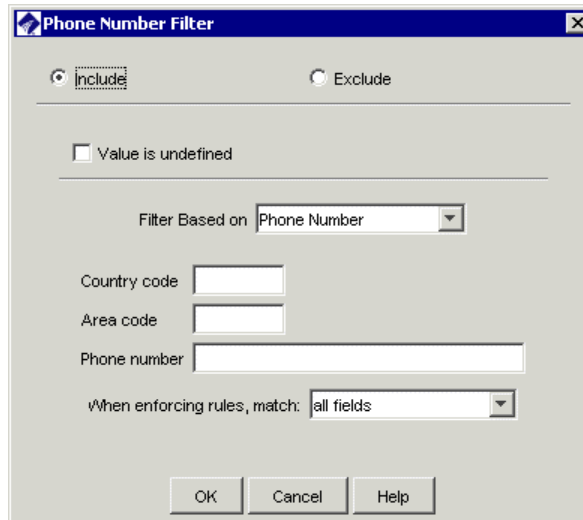 Phone Number Filter
Include Exclude
Value is undefined
Filter Based on Phone Number
Country code
Area code
Phone number
When enforcing rules, match: all fields
OK Cancel Help